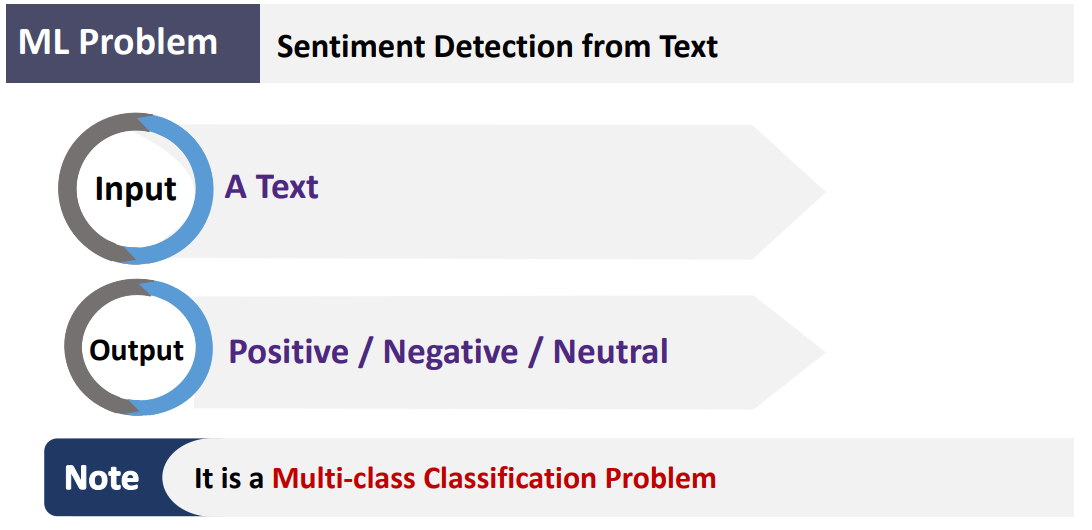 ML Problem
Sentiment Detection from Text
Input
A Text
Output
Positive / Negative / Neutral
Note
It is a Multi-class Classification Problem